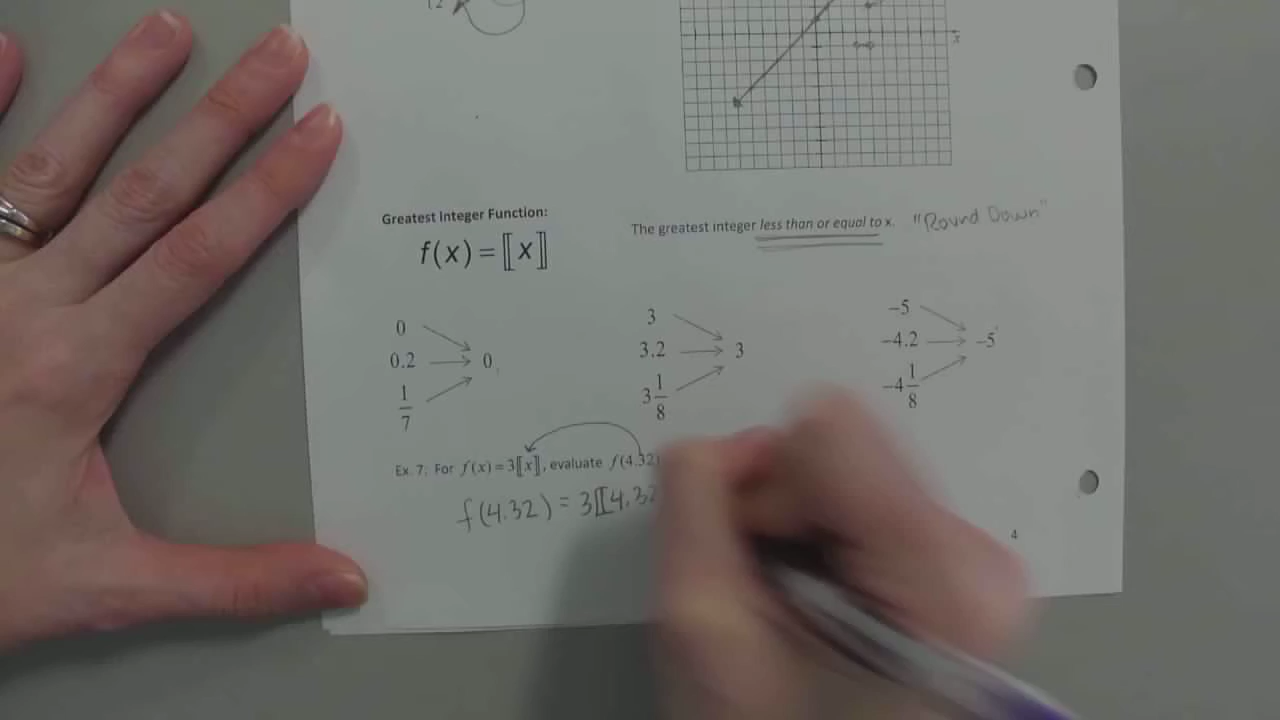 12
x
Greatest Integer Function:
The greatest integer less than or equal to x. "Round Down"
f(x) = ⟦x⟧
0
0.2
1/7
0
3
3.2
3 1/8
3
-5
-4.2
-4 1/8
-5
Ex. 7: For f(x) = 3⟦x⟧, evaluate f(4.32)
f(4.32) = 3⟦4.32
4